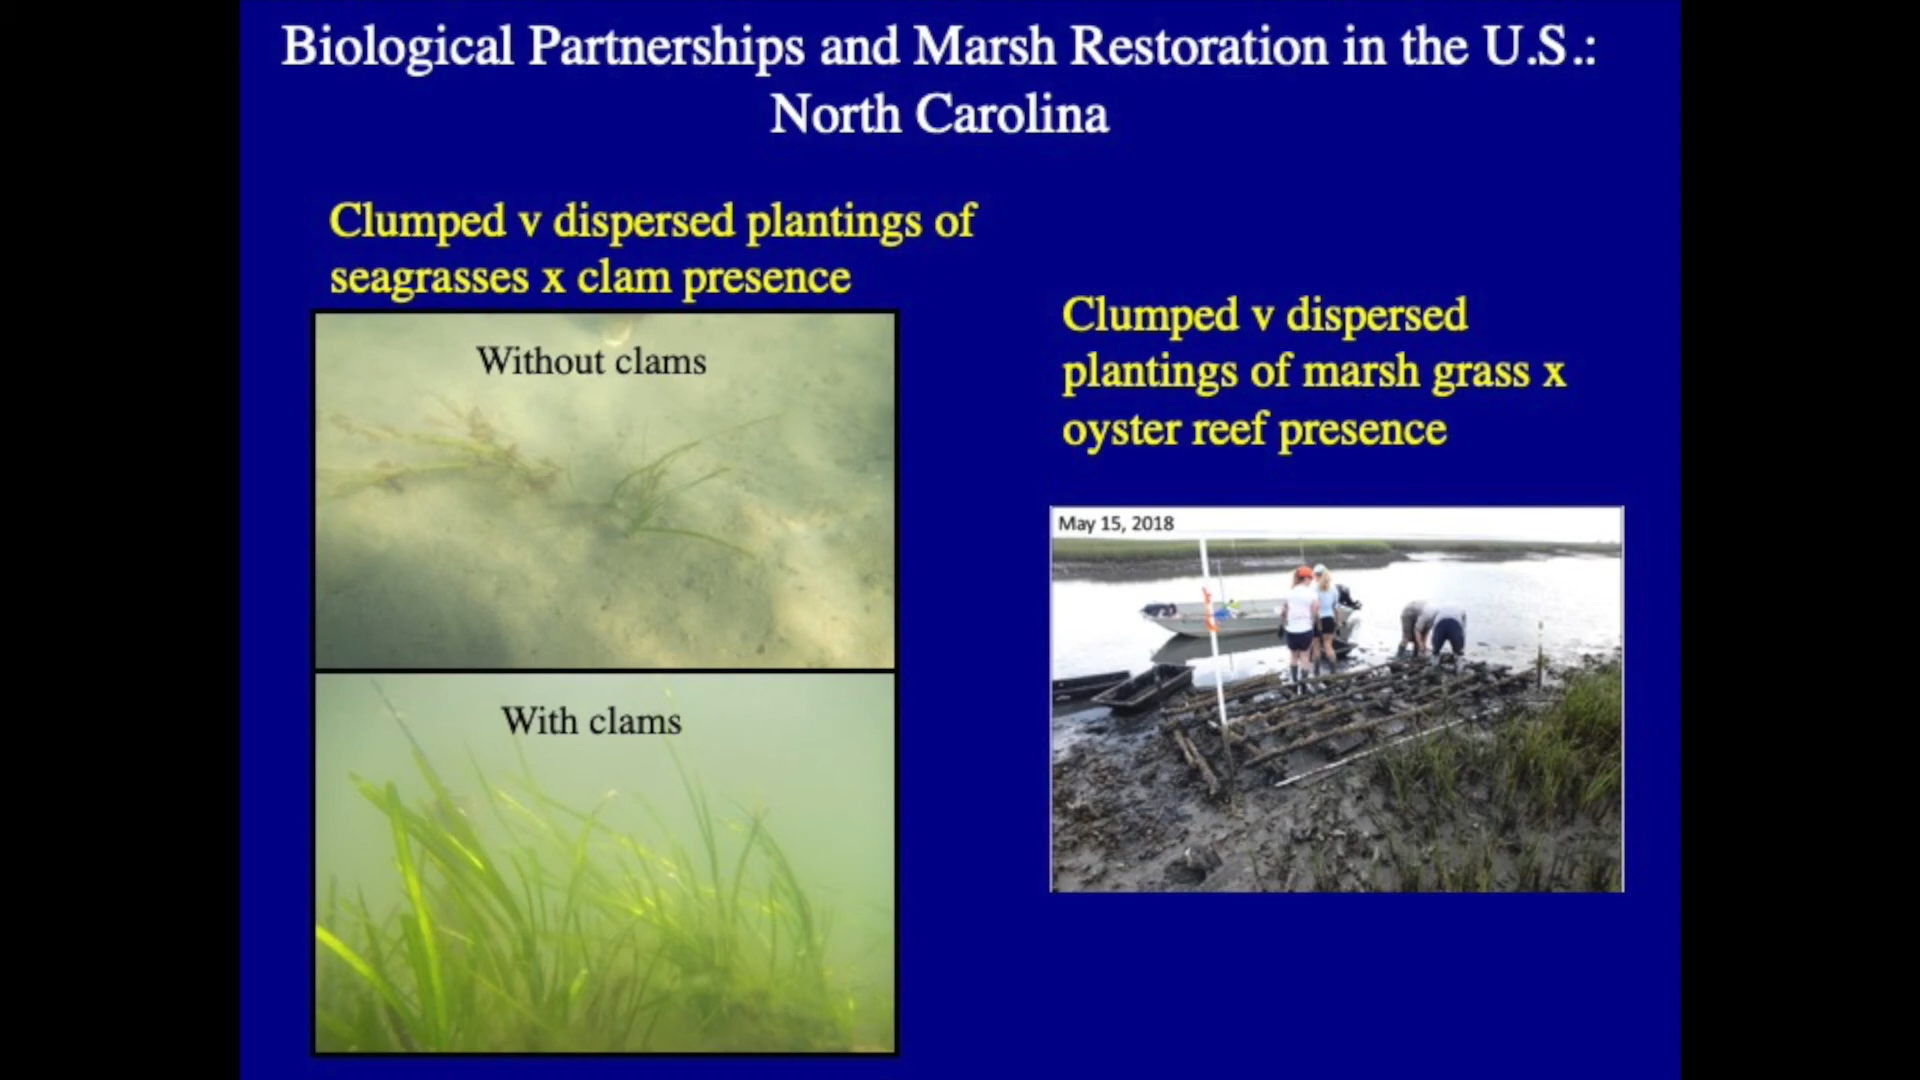 Biological Partnerships and Marsh Restoration in the U.S.:
North Carolina
Clumped v dispersed plantings of
seagrasses x clam presence
Without clams
With clams
Clumped v dispersed
plantings of marsh grass x
oyster reef presence
May 15, 2018